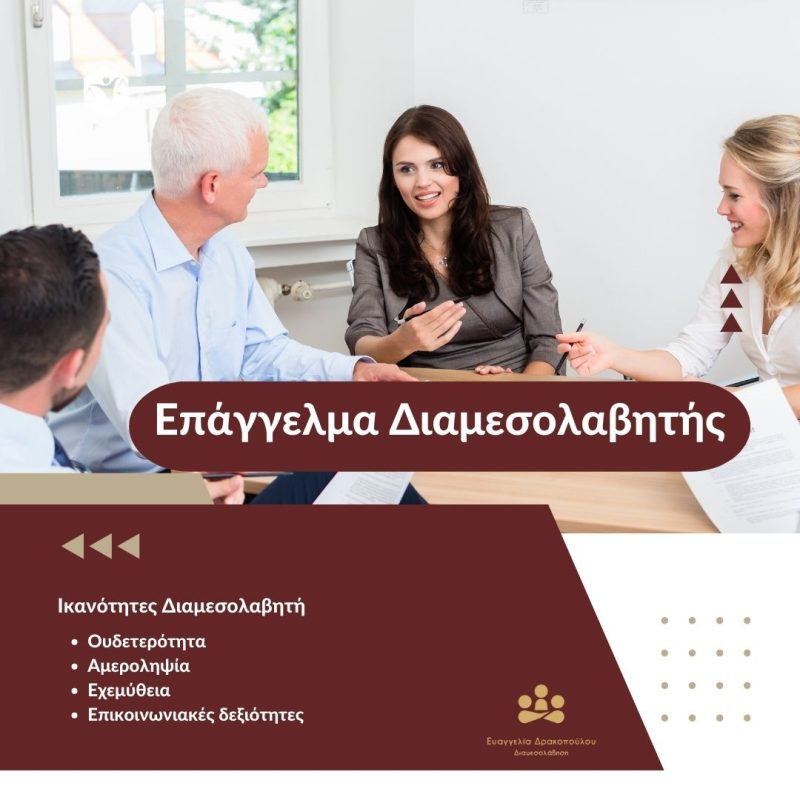 Επάγγελμα Διαμεσολαβητής
Ικανότητες Διαμεσολαβητή
• Ουδετερότητα
• Αμεροληψία
• Εχεμύθεια
• Επικοινωνιακές δεξιότητες
Ευαγγελία Δρακοπούλου
Διαμεσολάβηση